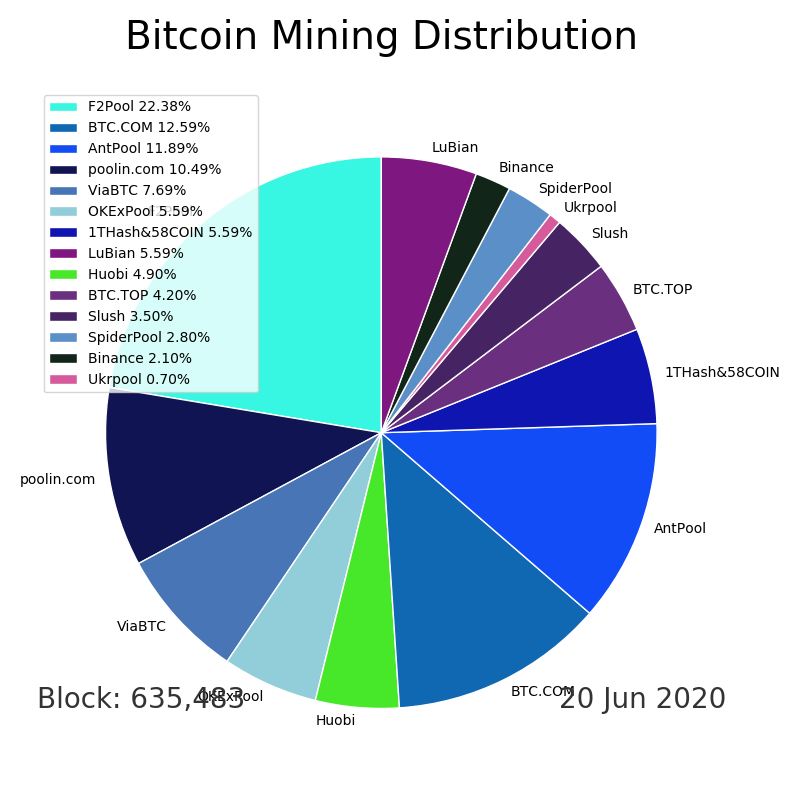 Bitcoin Mining Distribution
F2Pool 22.38%
BTC.COM 12.59%
AntPool 11.89%
poolin.com 10.49%
ViaBTC 7.69%
OKExPool 5.59%
1THash&58COIN 5.59%
LuBian 5.59%
Huobi 4.90%
BTC.TOP 4.20%
Slush 3.50%
SpiderPool 2.80%
Binance 2.10%
Ukrpool 0.70%
LuBian
Binance
SpiderPool
Ukrpool
Slush
BTC.TOP
1THash&58COIN
AntPool
BTC.COM
Huobi
OKExPool
ViaBTC
poolin.com
Block: 635,483
20 Jun 2020